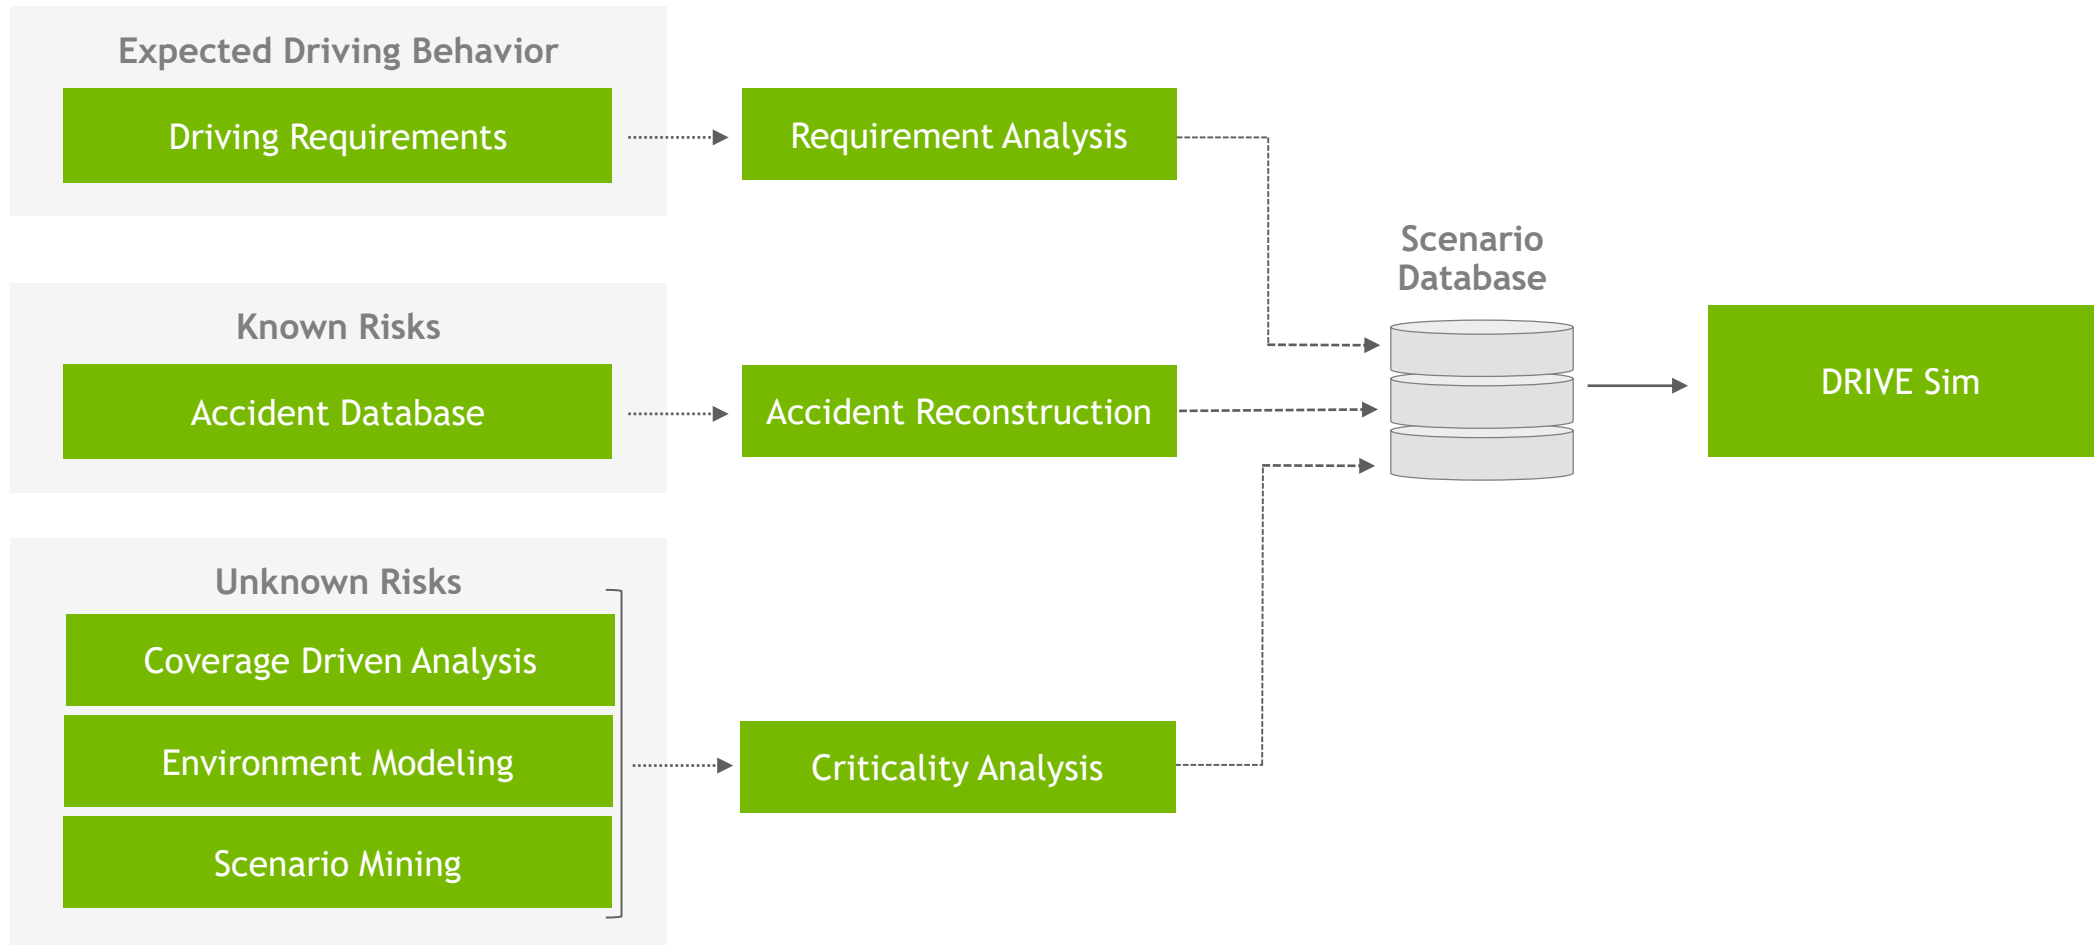 Expected Driving Behavior
Driving Requirements
Requirement Analysis
Scenario
Database
Known Risks
Accident Database
Accident Reconstruction
DRIVE Sim
Unknown Risks
Coverage Driven Analysis
Environment Modeling
Criticality Analysis
Scenario Mining